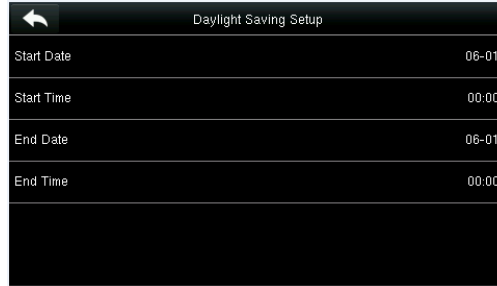 Daylight Saving Setup
Start Date 06-01
Start Time 00:00
End Date 06-01
End Time 00:00